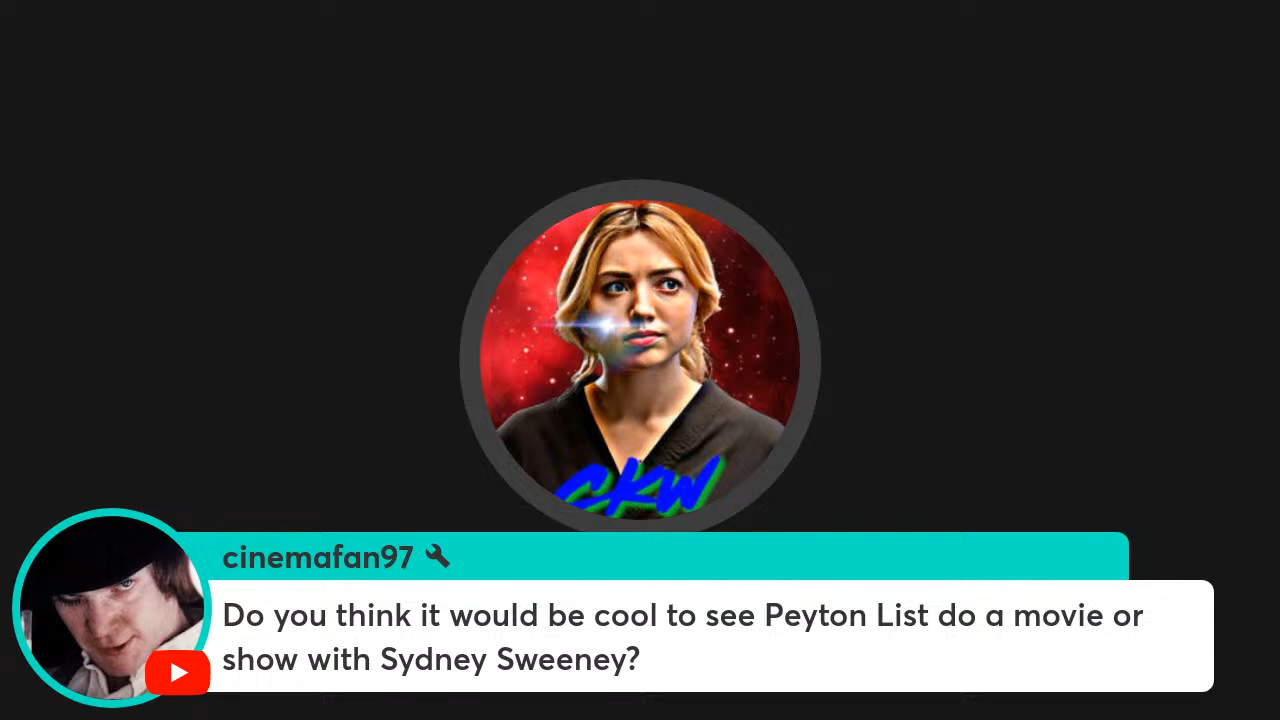 CKW
cinemafan97
Do you think it would be cool to see Peyton List do a movie or
show with Sydney Sweeney?